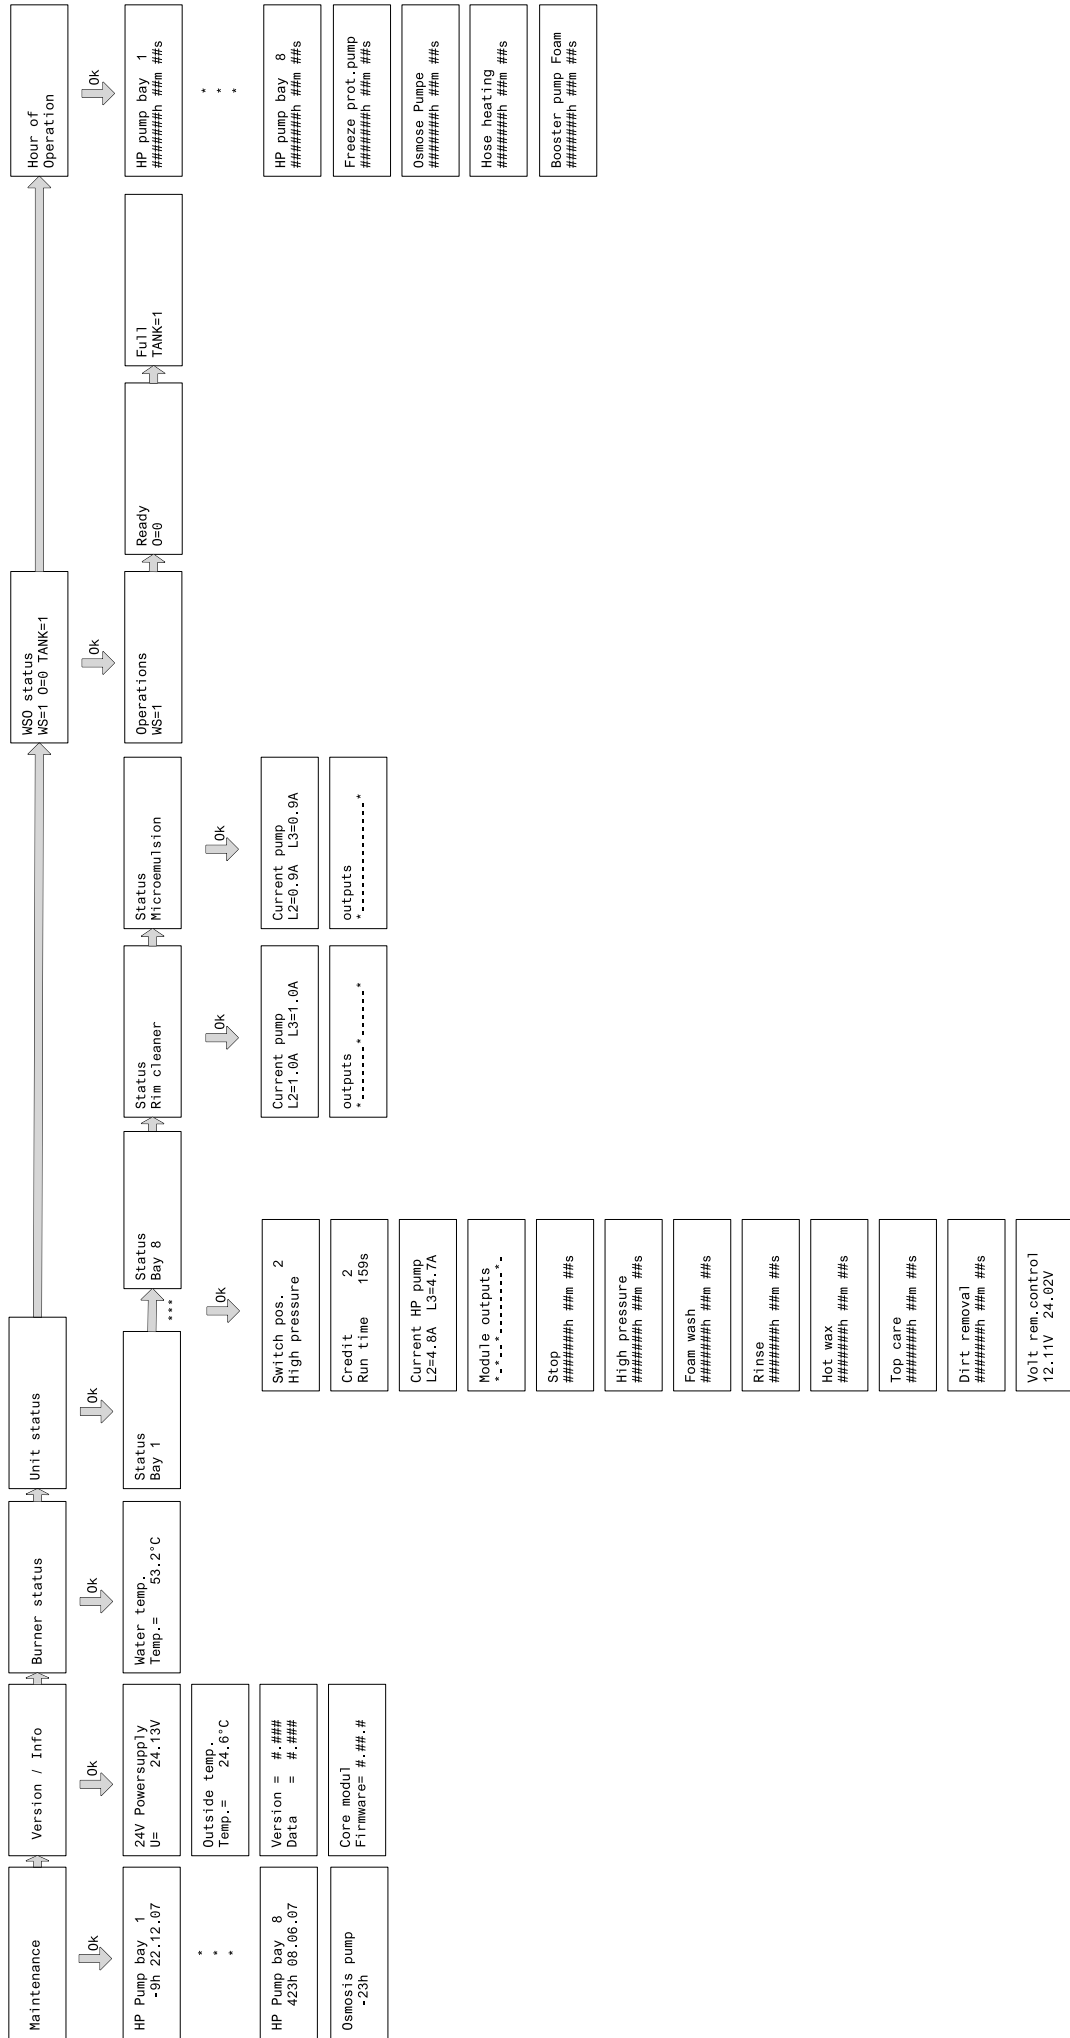 Maintenance
Version / Info
Burner status
Unit status
WSO status
WS=1 O=0 TANK=1
Hour of
Operation
Ok
Ok
Ok
Ok
Ok
Ok
HP Pump bay 1
-9h 22.12.07
*
*
*
HP Pump bay 8
423h 08.06.07
Osmosis pump
-23h
24V Powersupply
U= 24.13V
Outside temp.
Temp.= 24.6°C
Version = #.###
Data = #.###
Core modul
Firmware= #.##.#
Water temp.
Temp.= 53.2°C
Status
Bay 1
***
Status
Bay 8
Ok
Switch pos. 2
High pressure
Credit 2
Run time 159s
Current HP pump
L2=4.8A L3=4.7A
Module outputs
*-*--*---------*-
Stop
#######h ##m ##s
High pressure
#######h ##m ##s
Foam wash
#######h ##m ##s
Rinse
#######h ##m ##s
Hot wax
#######h ##m ##s
Top care
#######h ##m ##s
Dirt removal
#######h ##m ##s
Volt rem.control
12.11V 24.02V
Status
Rim cleaner
Ok
Current pump
L2=1.0A L3=1.0A
outputs
*-------*------*
Status
Microemulsion
Ok
Current pump
L2=0.9A L3=0.9A
outputs
*--------------*
Operations
WS=1
Ready
O=0
Full
TANK=1
HP pump bay 1
#######h ##m ##s
*
*
*
HP pump bay 8
#######h ##m ##s
Freeze prot.pump
#######h ##m ##s
Osmose Pumpe
#######h ##m ##s
Hose heating
#######h ##m ##s
Booster pump Foam
#######h ##m ##s